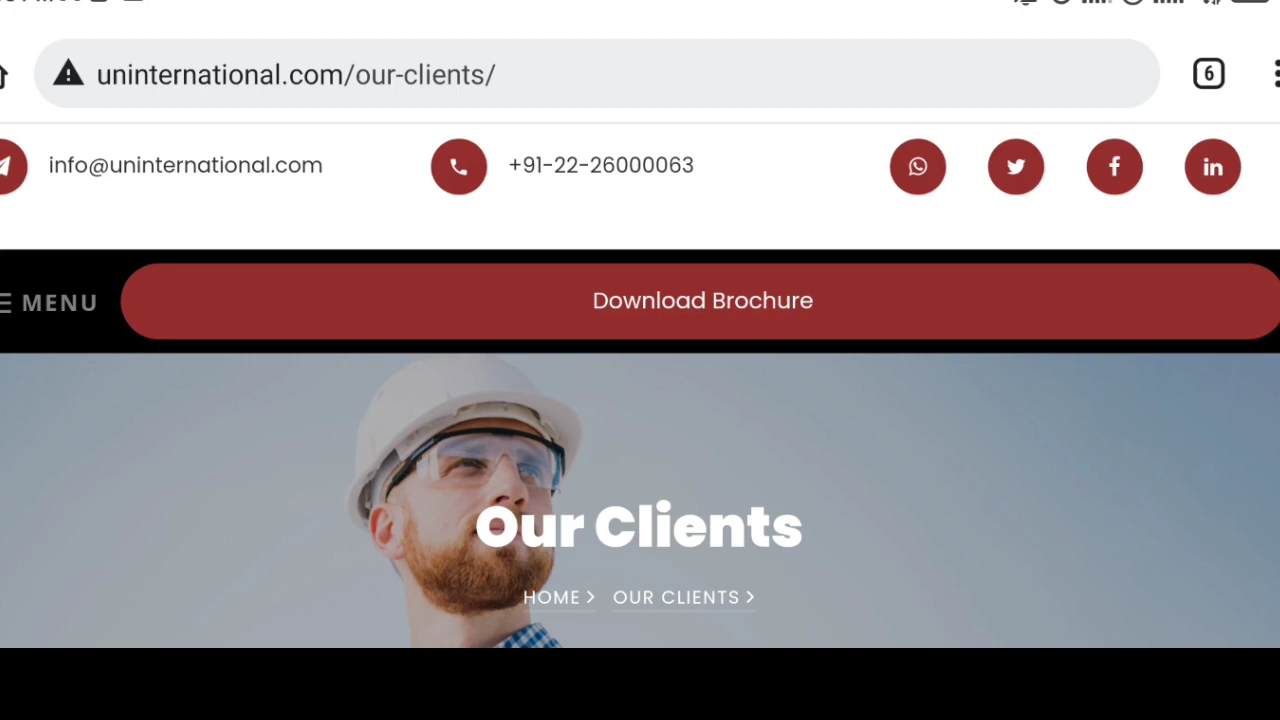 uninternational.com/our-clients/
6
info@uninternational.com
+91-22-26000063
MENU
Download Brochure
Our Clients
HOME > OUR CLIENTS >